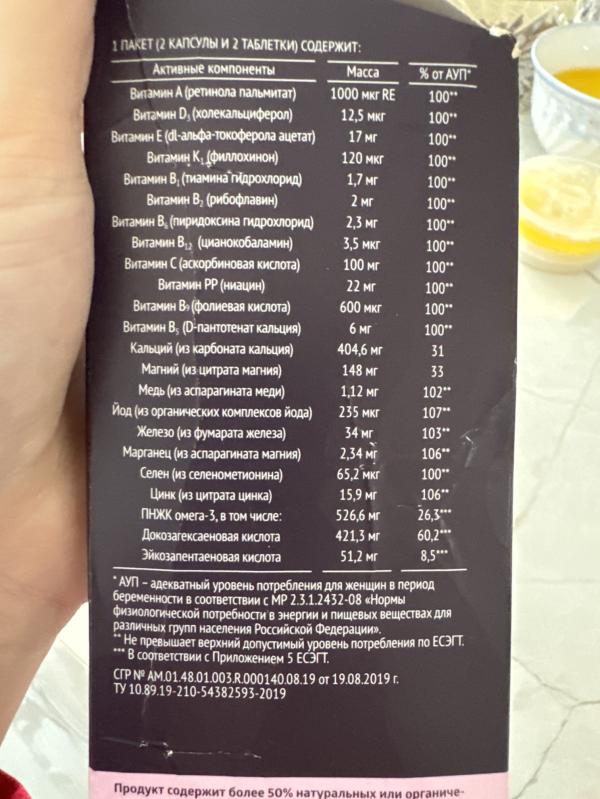 1 ПАКЕТ (2 КАПСУЛЫ И 2 ТАБЛЕТКИ) СОДЕРЖИТ:
Активные компоненты Масса % от АУП*
Витамин А (ретинола пальмитат) 1000 мкг RE 100**
Витамин D₃ (холекальциферол) 12,5 мкг 100**
Витамин Е (dl-альфа-токоферола ацетат) 17 мг 100**
Витамин К₁ (филлохинон) 120 мкг 100**
Витамин В₁ (тиамина гидрохлорид) 1,7 мг 100**
Витамин В₂ (рибофлавин) 2 мг 100**
Витамин В₆ (пиридоксина гидрохлорид) 2,3 мг 100**
Витамин В₁₂ (цианокобаламин) 3,5 мкг 100**
Витамин С (аскорбиновая кислота) 100 мг 100**
Витамин РР (ниацин) 22 мг 100**
Витамин В₉ (фолиевая кислота) 600 мкг 100**
Витамин В₅ (D-пантотенат кальция) 6 мг 100**
Кальций (из карбоната кальция) 404,6 мг 31
Магний (из цитрата магния) 148 мг 33
Медь (из аспарагината меди) 1,12 мг 102**
Йод (из органических комплексов йода) 235 мкг 107**
Железо (из фумарата железа) 34 мг 103**
Марганец (из аспарагината магния) 2,34 мг 106**
Селен (из селенометионина) 65,2 мкг 100**
Цинк (из цитрата цинка) 15,9 мг 106**
ПНЖК омега-3, в том числе: 526,6 мг 26,3***
Докозагексаеновая кислота 421,3 мг 60,2***
Эйкозапентаеновая кислота 51,2 мг 8,5***
* АУП – адекватный уровень потребления для женщин в период
беременности в соответствии с МР 2.3.1.2432-08 «Нормы
физиологической потребности в энергии и пищевых веществах для
различных групп населения Российской Федерации».
** Не превышает верхний допустимый уровень потребления по ЕСЭГТ.
*** В соответствии с Приложением 5 ЕСЭГТ.
СГР № AM.01.48.01.003.R.000140.08.19 от 19.08.2019 г.
ТУ 10.89.19-210-54382593-2019
Продукт содержит более 50% натуральных или органиче-